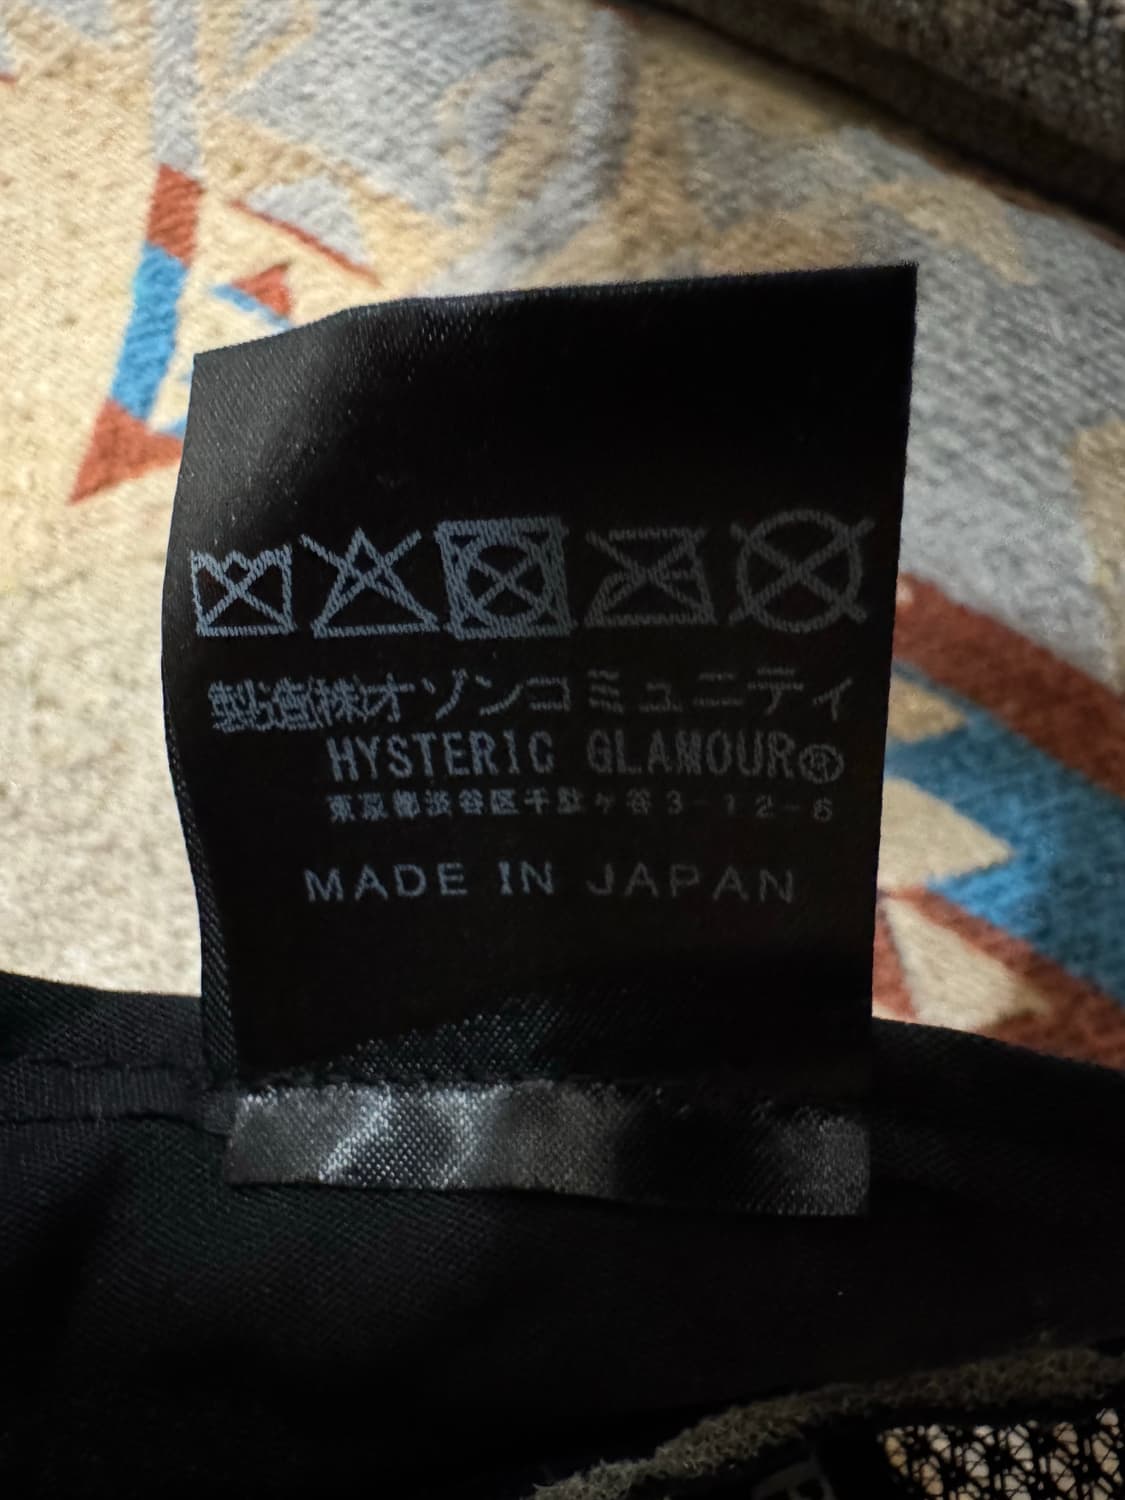 製造(株)オゾンコミュニティ
HYSTERIC GLAMOUR®
東京都渋谷区千駄ヶ谷3-12-6
MADE IN JAPAN